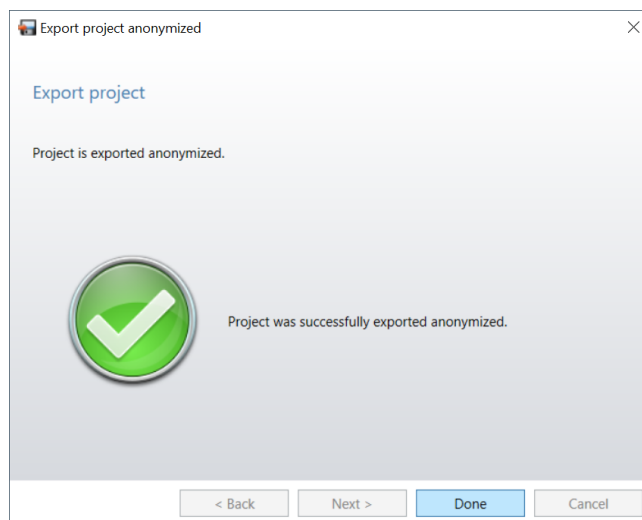 Export project anonymized
Export project
Project is exported anonymized.
Project was successfully exported anonymized.
< Back
Next >
Done
Cancel